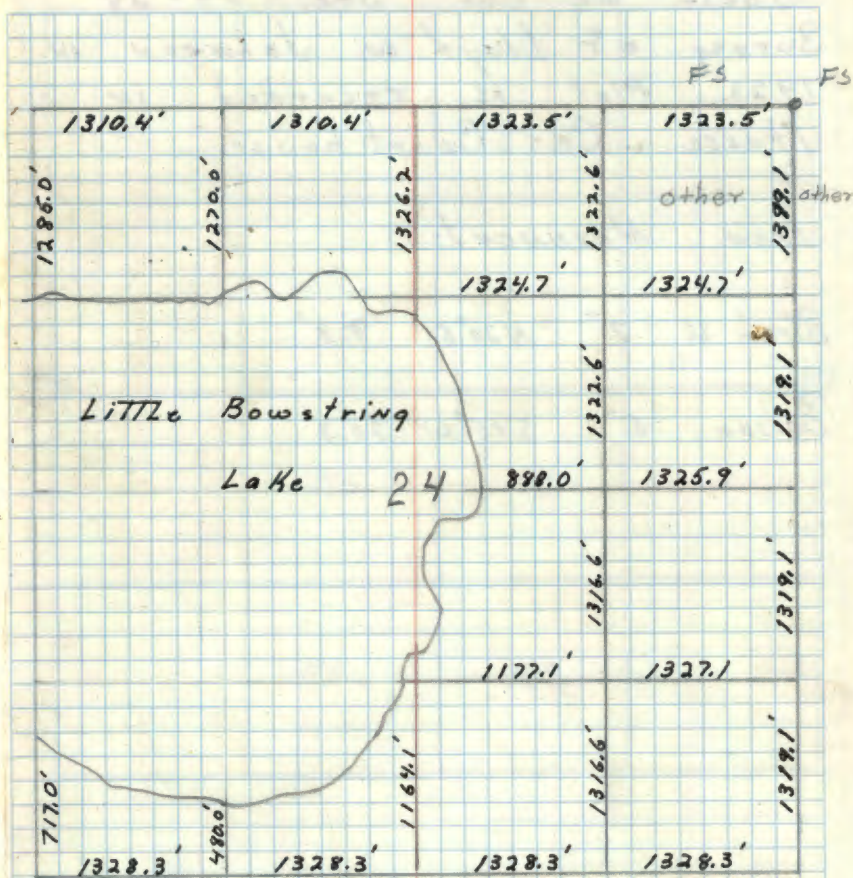 FS FS
1310.4' 1310.4' 1323.5' 1323.5'
1286.0' 1270.0' 1326.2' 1322.6' other 1399.1' other
1324.7' 1324.7'
Little Bowstring
1322.6' 1319.1'
Lake 24 888.0' 1325.9'
1316.6' 1319.1'
1177.1' 1327.1
717.0' 480.0' 1164.1' 1316.6' 1319.1'
1328.3' 1328.3' 1328.3' 1328.3'